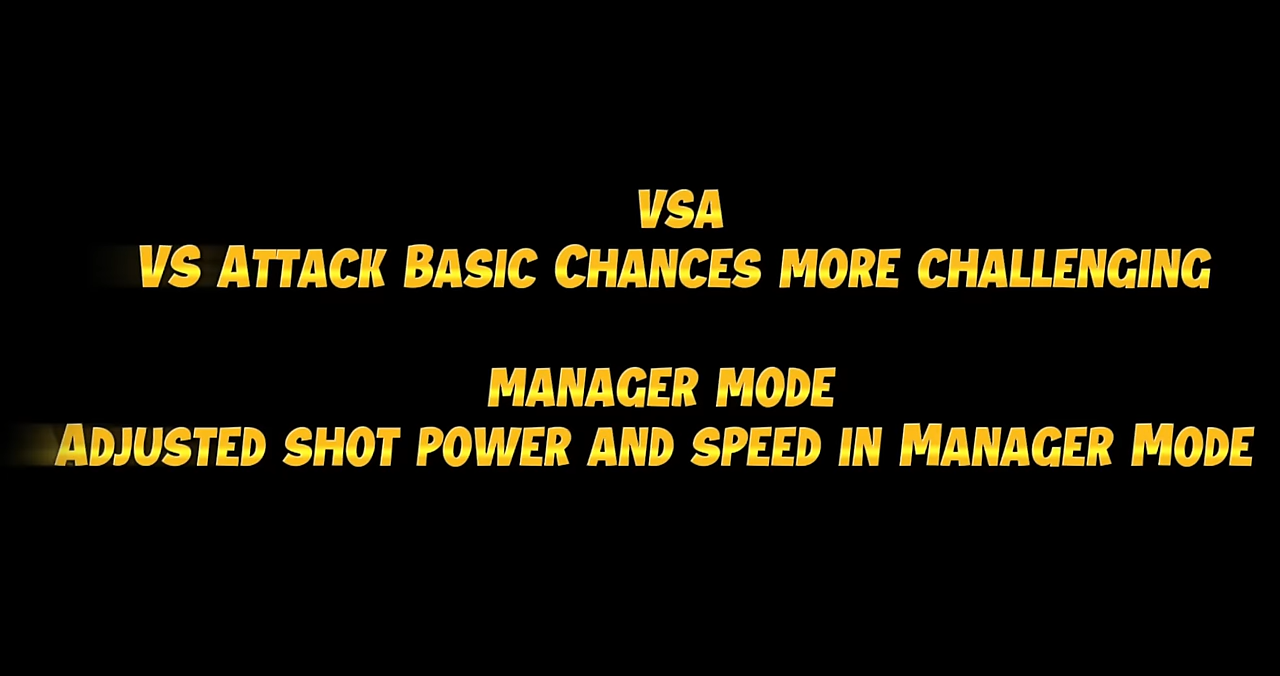 VSA
VS ATTACK BASIC CHANCES MORE CHALLENGING
MANAGER MODE
ADJUSTED SHOT POWER AND SPEED IN MANAGER MODE